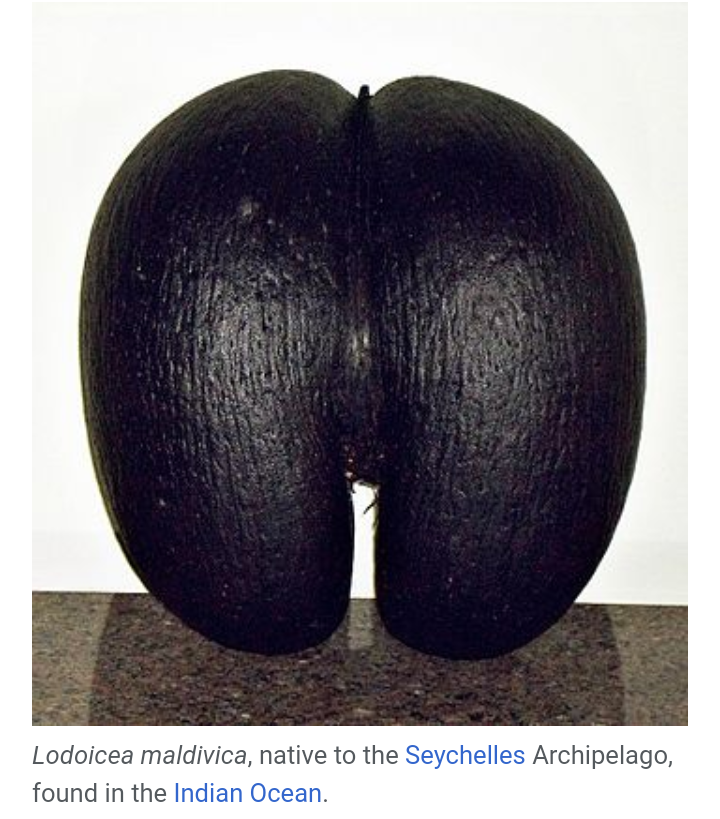 Lodoicea maldivica, native to the Seychelles Archipelago,
found in the Indian Ocean.